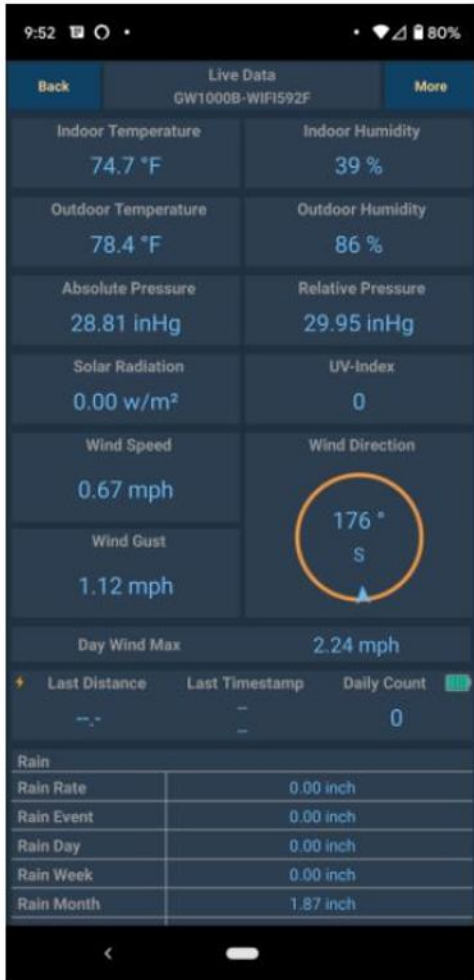 9:52 80%
Back Live Data More
GW1000B-WIFI592F
Indoor Temperature Indoor Humidity
74.7 °F 39 %
Outdoor Temperature Outdoor Humidity
78.4 °F 86 %
Absolute Pressure Relative Pressure
28.81 inHg 29.95 inHg
Solar Radiation UV-Index
0.00 w/m² 0
Wind Speed Wind Direction
0.67 mph
176 °
S
Wind Gust
1.12 mph
Day Wind Max 2.24 mph
Last Distance Last Timestamp Daily Count
--.- -- 0
--
Rain
Rain Rate 0.00 inch
Rain Event 0.00 inch
Rain Day 0.00 inch
Rain Week 0.00 inch
Rain Month 1.87 inch